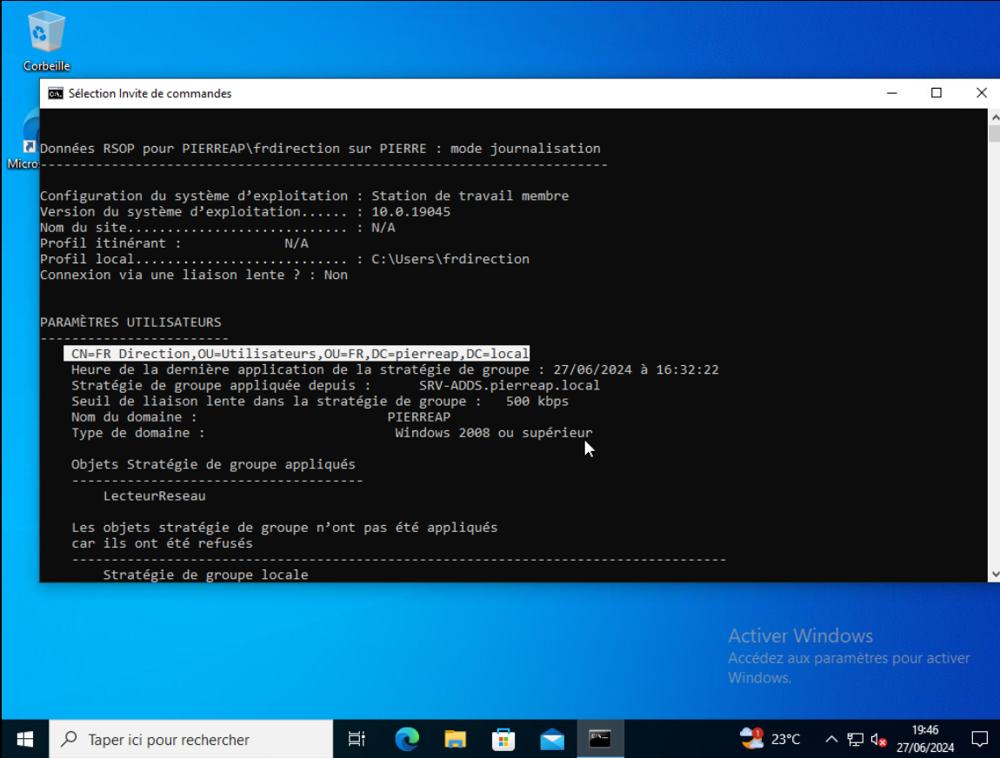 Corbeille
Micro
Sélection Invite de commandes
Données RSOP pour PIERREAP\frdirection sur PIERRE : mode journalisation
------------------------------------------------------------------------
Configuration du système d’exploitation : Station de travail membre
Version du système d’exploitation...... : 10.0.19045
Nom du site............................ : N/A
Profil itinérant :             N/A
Profil local........................... : C:\Users\frdirection
Connexion via une liaison lente ? : Non
PARAMÈTRES UTILISATEURS
------------------------
CN=FR Direction,OU=Utilisateurs,OU=FR,DC=pierreap,DC=local
Heure de la dernière application de la stratégie de groupe : 27/06/2024 à 16:32:22
Stratégie de groupe appliquée depuis :      SRV-ADDS.pierreap.local
Seuil de liaison lente dans la stratégie de groupe :   500 kbps
Nom du domaine :                        PIERREAP
Type de domaine :                        Windows 2008 ou supérieur
Objets Stratégie de groupe appliqués
-------------------------------------
LecteurReseau
Les objets stratégie de groupe n’ont pas été appliqués
car ils ont été refusés
-----------------------------------------------------------------------------------
Stratégie de groupe locale
Activer Windows
Accédez aux paramètres pour activer
Windows.
Taper ici pour rechercher
1
23°C
19:46
27/06/2024